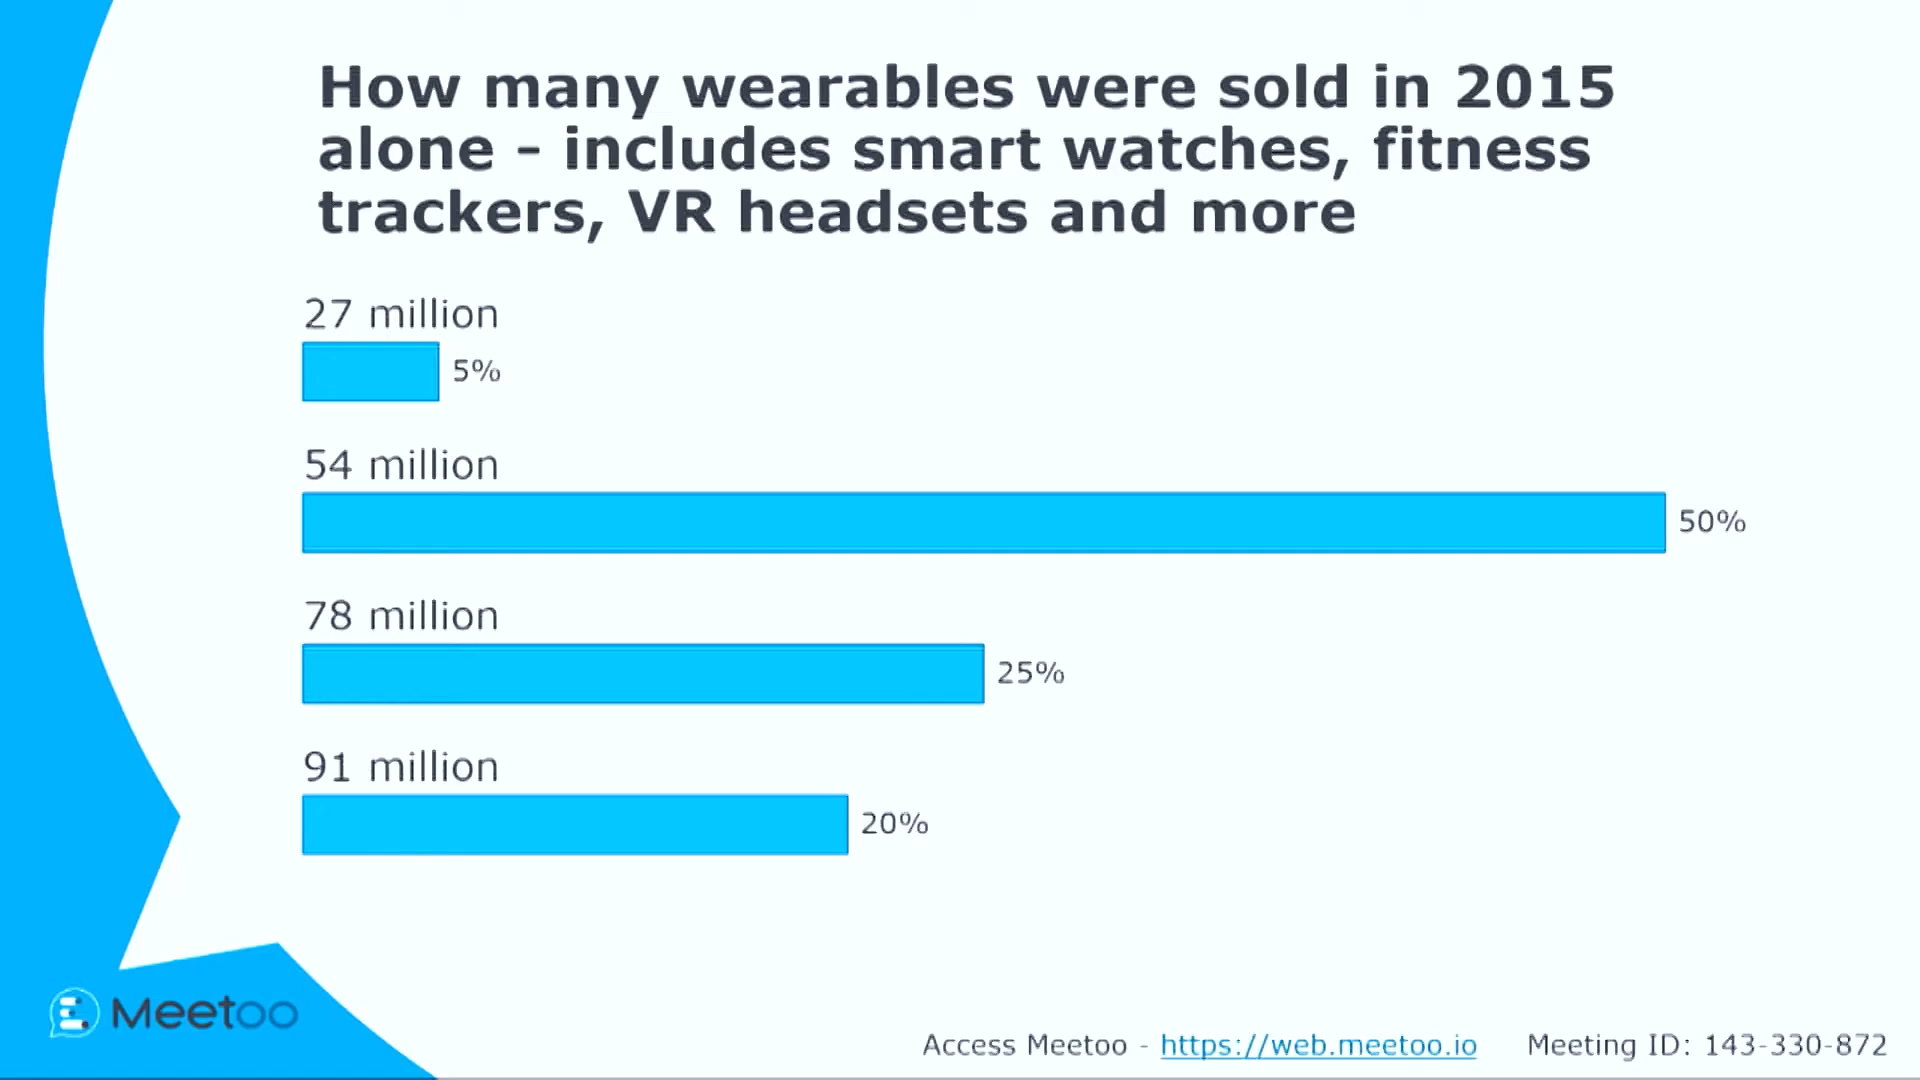 How many wearables were sold in 2015
alone - includes smart watches, fitness
trackers, VR headsets and more
27 million
5%
54 million
50%
78 million
25%
91 million
20%
Meetoo
Access Meetoo - https://web.meetoo.io Meeting ID: 143-330-872